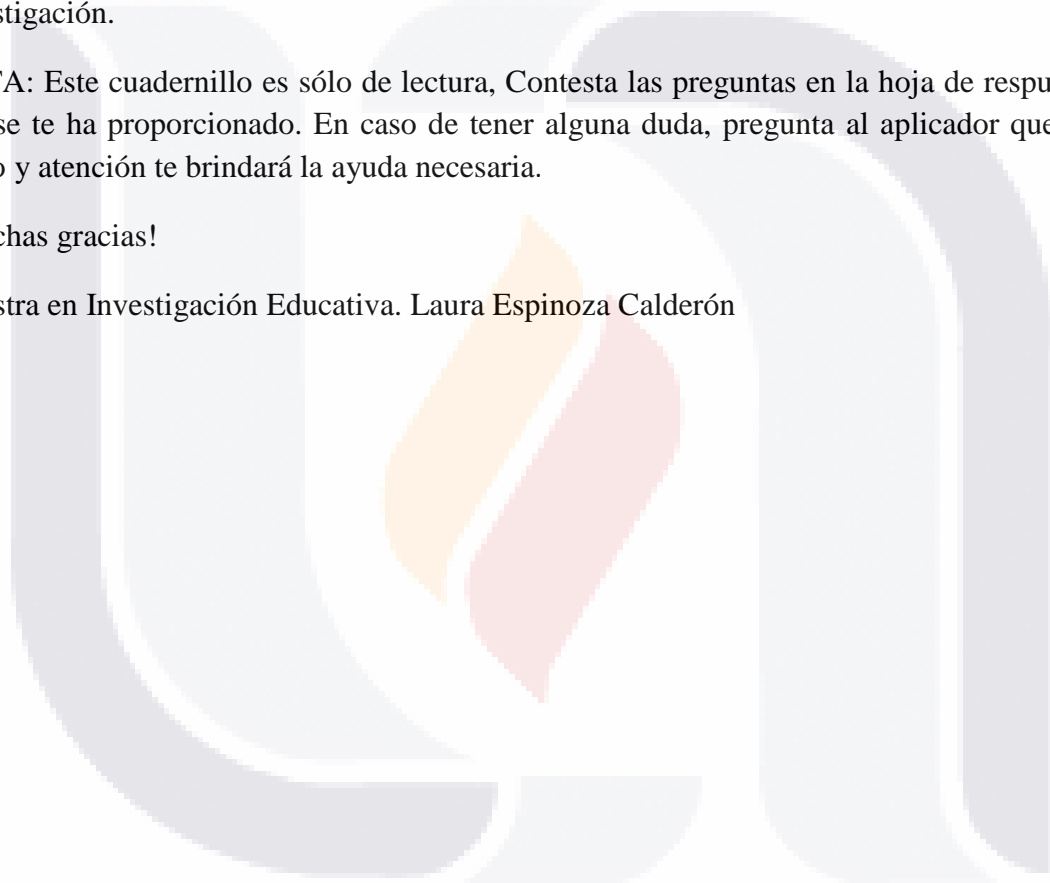 stigación.
TA: Este cuadernillo es sólo de lectura, Contesta las preguntas en la hoja de respu
se te ha proporcionado. En caso de tener alguna duda, pregunta al aplicador que
o y atención te brindará la ayuda necesaria.
chas gracias!
stra en Investigación Educativa. Laura Espinoza Calderón